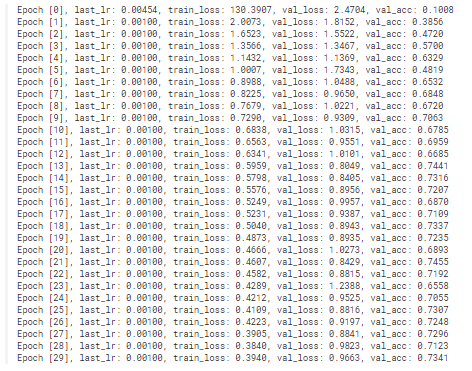 Epoch [0], last_lr: 0.00454, train_loss: 130.3907, val_loss: 2.4704, val_acc: 0.1008
Epoch [1], last_lr: 0.00100, train_loss: 2.0073, val_loss: 1.8152, val_acc: 0.3856
Epoch [2], last_lr: 0.00100, train_loss: 1.6523, val_loss: 1.5522, val_acc: 0.4720
Epoch [3], last_lr: 0.00100, train_loss: 1.3566, val_loss: 1.3467, val_acc: 0.5700
Epoch [4], last_lr: 0.00100, train_loss: 1.1432, val_loss: 1.1369, val_acc: 0.6329
Epoch [5], last_lr: 0.00100, train_loss: 1.0007, val_loss: 1.7343, val_acc: 0.4819
Epoch [6], last_lr: 0.00100, train_loss: 0.8988, val_loss: 1.0488, val_acc: 0.6532
Epoch [7], last_lr: 0.00100, train_loss: 0.8225, val_loss: 0.9650, val_acc: 0.6848
Epoch [8], last_lr: 0.00100, train_loss: 0.7679, val_loss: 1.0221, val_acc: 0.6720
Epoch [9], last_lr: 0.00100, train_loss: 0.7290, val_loss: 0.9309, val_acc: 0.7063
Epoch [10], last_lr: 0.00100, train_loss: 0.6838, val_loss: 1.0315, val_acc: 0.6785
Epoch [11], last_lr: 0.00100, train_loss: 0.6563, val_loss: 0.9551, val_acc: 0.6959
Epoch [12], last_lr: 0.00100, train_loss: 0.6341, val_loss: 1.0101, val_acc: 0.6685
Epoch [13], last_lr: 0.00100, train_loss: 0.5959, val_loss: 0.8049, val_acc: 0.7441
Epoch [14], last_lr: 0.00100, train_loss: 0.5798, val_loss: 0.8405, val_acc: 0.7316
Epoch [15], last_lr: 0.00100, train_loss: 0.5576, val_loss: 0.8956, val_acc: 0.7207
Epoch [16], last_lr: 0.00100, train_loss: 0.5249, val_loss: 0.9957, val_acc: 0.6870
Epoch [17], last_lr: 0.00100, train_loss: 0.5231, val_loss: 0.9387, val_acc: 0.7109
Epoch [18], last_lr: 0.00100, train_loss: 0.5040, val_loss: 0.8943, val_acc: 0.7337
Epoch [19], last_lr: 0.00100, train_loss: 0.4873, val_loss: 0.8935, val_acc: 0.7235
Epoch [20], last_lr: 0.00100, train_loss: 0.4666, val_loss: 1.0273, val_acc: 0.6893
Epoch [21], last_lr: 0.00100, train_loss: 0.4607, val_loss: 0.8429, val_acc: 0.7455
Epoch [22], last_lr: 0.00100, train_loss: 0.4582, val_loss: 0.8815, val_acc: 0.7192
Epoch [23], last_lr: 0.00100, train_loss: 0.4289, val_loss: 1.2388, val_acc: 0.6558
Epoch [24], last_lr: 0.00100, train_loss: 0.4212, val_loss: 0.9525, val_acc: 0.7055
Epoch [25], last_lr: 0.00100, train_loss: 0.4109, val_loss: 0.8816, val_acc: 0.7307
Epoch [26], last_lr: 0.00100, train_loss: 0.4223, val_loss: 0.9197, val_acc: 0.7248
Epoch [27], last_lr: 0.00100, train_loss: 0.3905, val_loss: 0.8841, val_acc: 0.7296
Epoch [28], last_lr: 0.00100, train_loss: 0.3840, val_loss: 0.9823, val_acc: 0.7123
Epoch [29], last_lr: 0.00100, train_loss: 0.3940, val_loss: 0.9663, val_acc: 0.7341